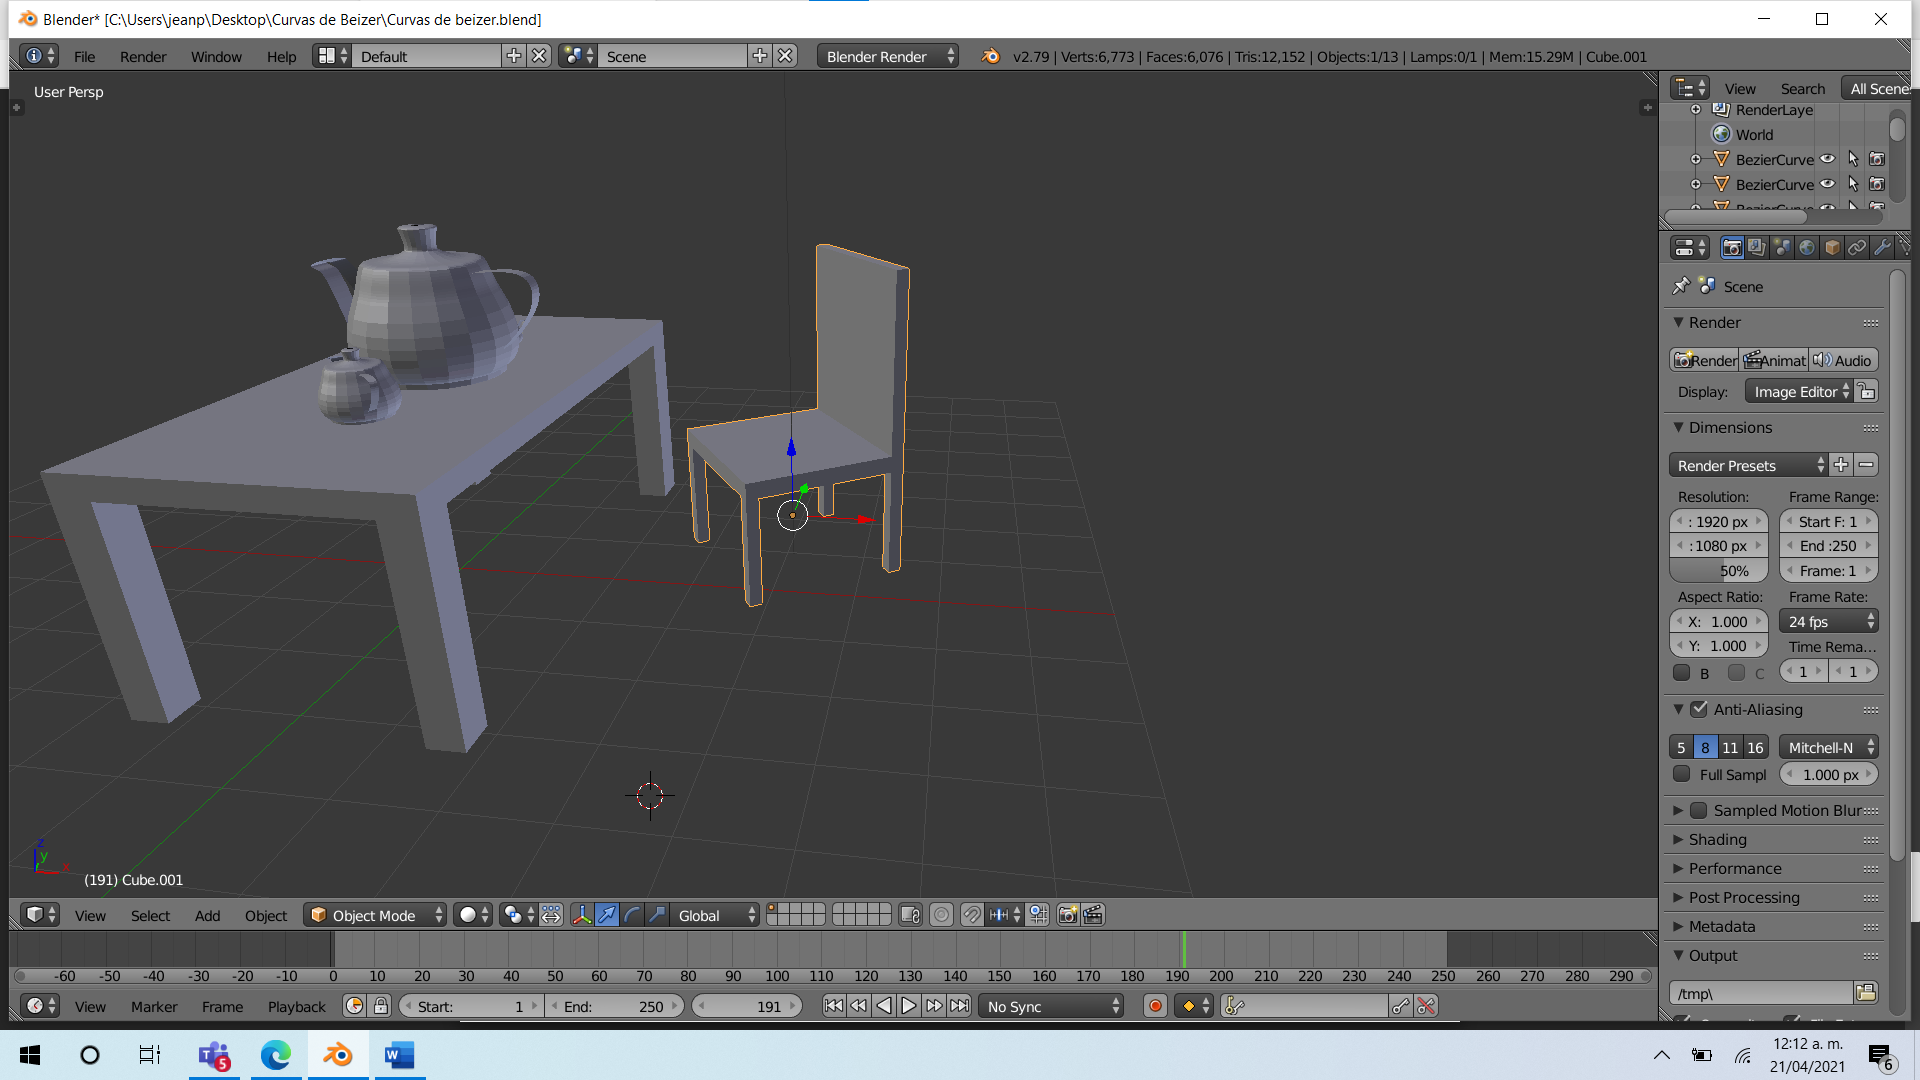 Blender* [C:\Users\jeanp\Desktop\Curvas de Beizer\Curvas de beizer.blend]
File Render Window Help Default Scene Blender Render v2.79 | Verts:6,773 | Faces:6,076 | Tris:12,152 | Objects:1/13 | Lamps:0/1 | Mem:15.29M | Cube.001
User Persp
View Search All Scene
RenderLaye
World
BezierCurve
BezierCurve
BezierCurve
Scene
Render
Render Animat Audio
Display: Image Editor
Dimensions
Render Presets
Resolution: Frame Range:
: 1920 px Start F: 1
:1080 px End :250
50% Frame: 1
Aspect Ratio: Frame Rate:
X: 1.000 24 fps
Y: 1.000 Time Rema...
B C 1 1
Anti-Aliasing
5 8 11 16 Mitchell-N
Full Sampl 1.000 px
Sampled Motion Blur
Shading
Performance
Post Processing
Metadata
Output
/tmp\
z
y
x
(191) Cube.001
View Select Add Object Object Mode Global
-60 -50 -40 -30 -20 -10 0 10 20 30 40 50 60 70 80 90 100 110 120 130 140 150 160 170 180 190 200 210 220 230 240 250 260 270 280 290
View Marker Frame Playback Start: 1 End: 250 191 No Sync
5
12:12 a. m.
21/04/2021
6